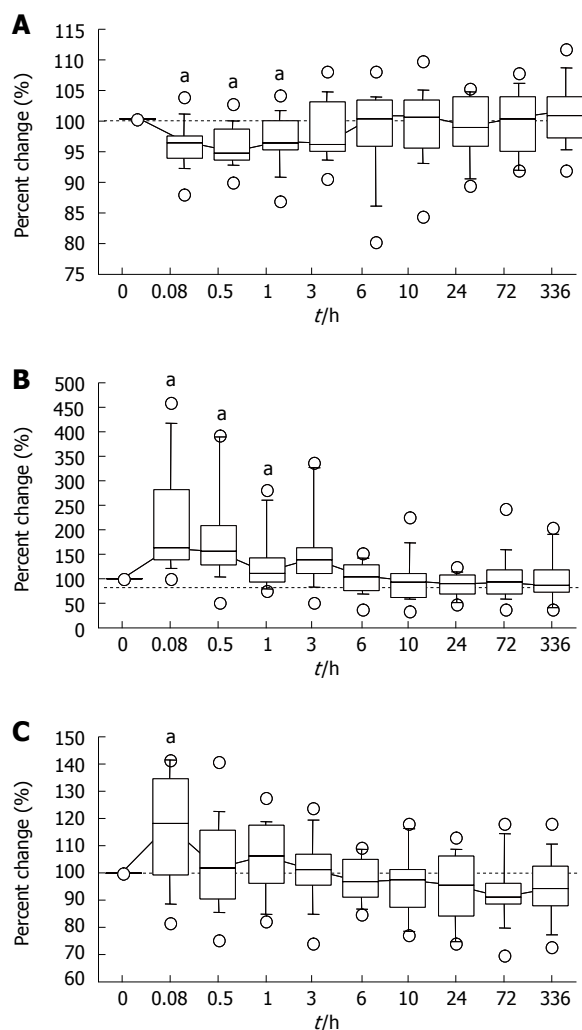 A
Percent change (%)
115
110
105
100
95
90
85
80
75
a a a
0 0.08 0.5 1 3 6 10 24 72 336
t/h
B
Percent change (%)
500
450
400
350
300
250
200
150
100
50
0
a
a
a
0 0.08 0.5 1 3 6 10 24 72 336
t/h
C
Percent change (%)
150
140
130
120
110
100
90
80
70
60
a
0 0.08 0.5 1 3 6 10 24 72 336
t/h